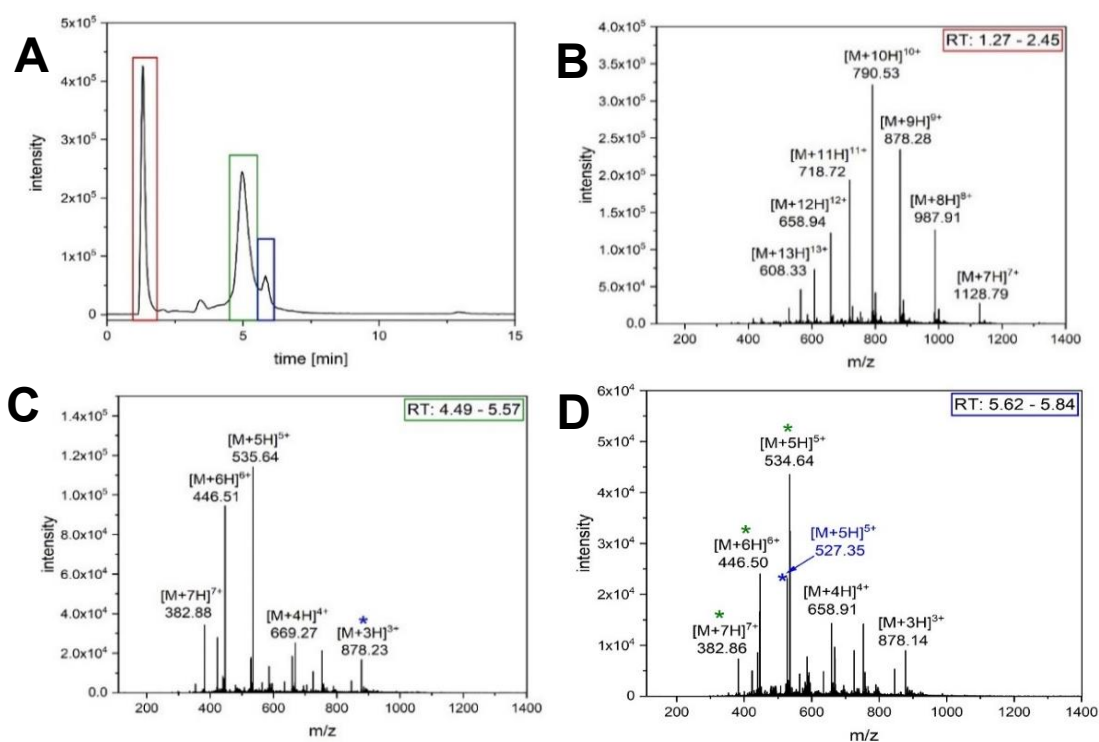 A
5x10⁵
4x10⁵
3x10⁵
2x10⁵
1x10⁵
0
intensity
0 5 10 15
time [min]
B
RT: 1.27 - 2.45
4.0x10⁵
3.5x10⁵
3.0x10⁵
2.5x10⁵
2.0x10⁵
1.5x10⁵
1.0x10⁵
5.0x10⁴
0.0
intensity
[M+10H]¹⁰⁺
790.53
[M+9H]⁹⁺
878.28
[M+11H]¹¹⁺
718.72
[M+12H]¹²⁺
658.94
[M+8H]⁸⁺
987.91
[M+13H]¹³⁺
608.33
[M+7H]⁷⁺
1128.79
200 400 600 800 1000 1200 1400
m/z
C
RT: 4.49 - 5.57
1.4x10⁵
1.2x10⁵
1.0x10⁵
8.0x10⁴
6.0x10⁴
4.0x10⁴
2.0x10⁴
0.0
intensity
[M+5H]⁵⁺
535.64
[M+6H]⁶⁺
446.51
[M+7H]⁷⁺
382.88
[M+4H]⁴⁺
669.27
*
[M+3H]³⁺
878.23
200 400 600 800 1000 1200 1400
m/z
D
RT: 5.62 - 5.84
6x10⁴
5x10⁴
4x10⁴
3x10⁴
2x10⁴
1x10⁴
0
intensity
*
[M+5H]⁵⁺
534.64
*
[M+6H]⁶⁺
446.50
[M+5H]⁵⁺
527.35
*
*
[M+7H]⁷⁺
382.86
[M+4H]⁴⁺
658.91
[M+3H]³⁺
878.14
200 400 600 800 1000 1200 1400
m/z